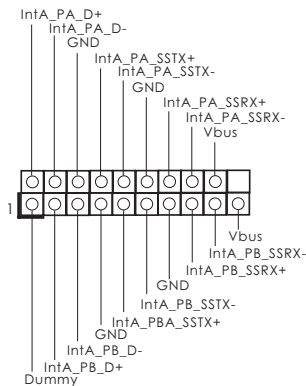 IntA_PA_D+
IntA_PA_D-
GND
IntA_PA_SSTX+
IntA_PA_SSTX-
GND
IntA_PA_SSRX+
IntA_PA_SSRX-
Vbus
1
Vbus
IntA_PB_SSRX-
IntA_PB_SSRX+
GND
IntA_PB_SSTX-
IntA_PBA_SSTX+
GND
IntA_PB_D-
IntA_PB_D+
Dummy